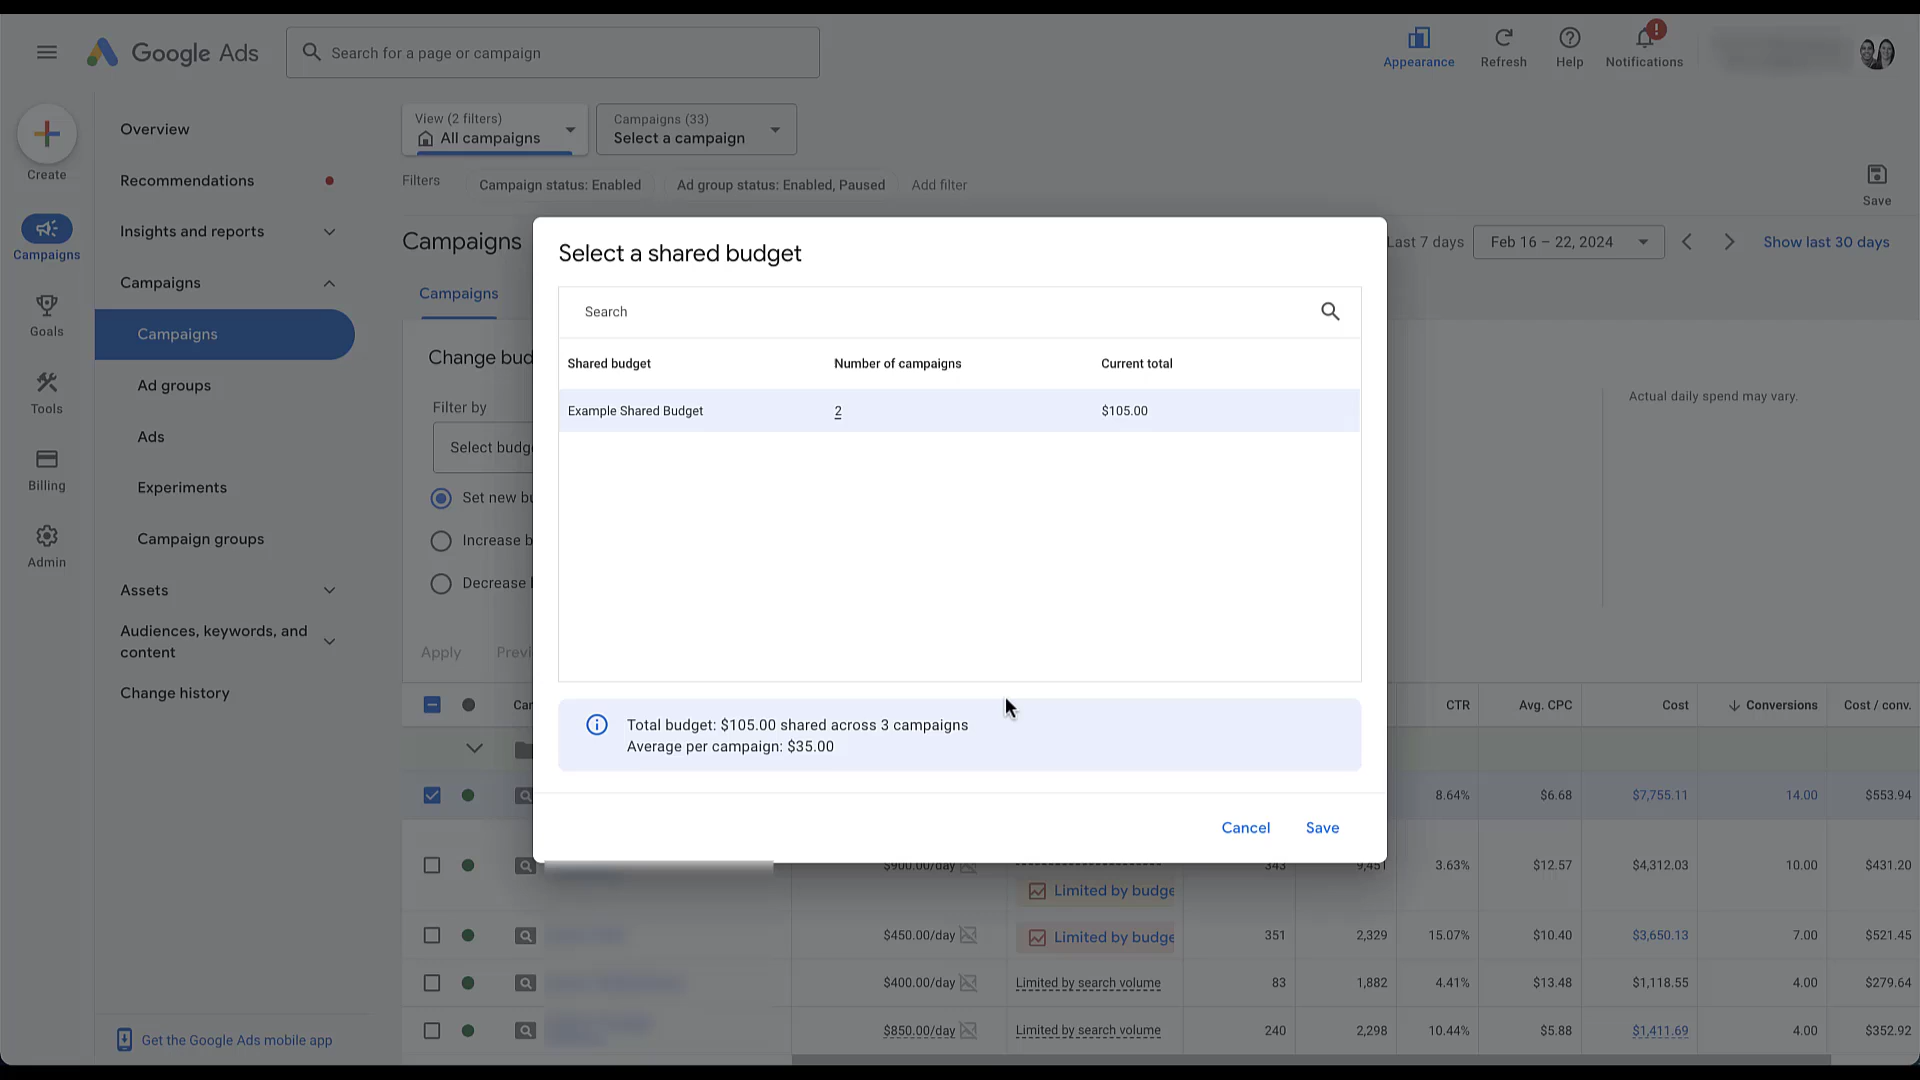 Google Ads
Search for a page or campaign
Appearance
Refresh
Help
Notifications
Create
Campaigns
Goals
Tools
Billing
Admin
Overview
Recommendations
Insights and reports
Campaigns
Campaigns
Ad groups
Ads
Experiments
Campaign groups
Assets
Audiences, keywords, and
content
Change history
Get the Google Ads mobile app
View (2 filters)
All campaigns
Campaigns (33)
Select a campaign
Filters
Campaign status: Enabled
Ad group status: Enabled, Paused
Add filter
Save
Campaigns
Last 7 days
Feb 16 – 22, 2024
Show last 30 days
Campaigns
Change bud
Filter by
Select budg
Set new bu
Increase b
Decrease
Apply
Previ
Actual daily spend may vary.
Select a shared budget
Search
Shared budget Number of campaigns Current total
Example Shared Budget 2 $105.00
Total budget: $105.00 shared across 3 campaigns
Average per campaign: $35.00
Cancel
Save
CTR Avg. CPC Cost Conversions Cost / conv.
8.64% $6.68 $7,755.11 14.00 $553.94
$900.00/day 343 9,451 3.63% $12.57 $4,312.03 10.00 $431.20
Limited by budge
$450.00/day Limited by budge 351 2,329 15.07% $10.40 $3,650.13 7.00 $521.45
$400.00/day Limited by search volume 83 1,882 4.41% $13.48 $1,118.55 4.00 $279.64
$850.00/day Limited by search volume 240 2,298 10.44% $5.88 $1,411.69 4.00 $352.92